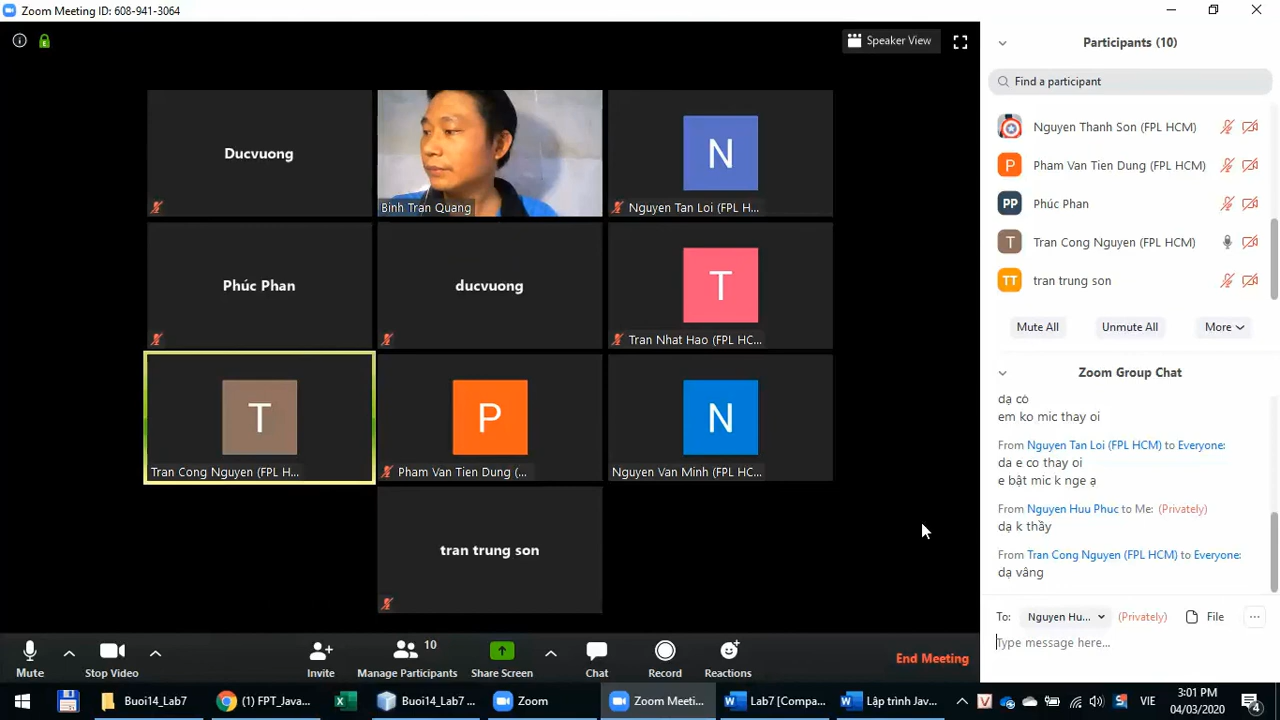 Zoom Meeting ID: 608-941-3064
Speaker View
Ducvuong
Binh Tran Quang
N
Nguyen Tan Loi (FPL H...
Phúc Phan
ducvuong
T
Tran Nhat Hao (FPL HC...
T
Tran Cong Nguyen (FPL H...
P
Pham Van Tien Dung (...
N
Nguyen Van Minh (FPL HC...
tran trung son
Mute
Stop Video
Invite
10
Manage Participants
Share Screen
Chat
Record
Reactions
End Meeting
Participants (10)
Find a participant
Nguyen Thanh Son (FPL HCM)
P Pham Van Tien Dung (FPL HCM)
PP Phúc Phan
T Tran Cong Nguyen (FPL HCM)
TT tran trung son
Mute All Unmute All More
Zoom Group Chat
dạ có
em ko mic thay oi
From Nguyen Tan Loi (FPL HCM) to Everyone:
da e co thay oi
e bật mic k nge ạ
From Nguyen Huu Phuc to Me: (Privately)
dạ k thầy
From Tran Cong Nguyen (FPL HCM) to Everyone:
dạ vâng
To: Nguyen Hu... (Privately) File
Type message here...
Buoi14_Lab7
(1) FPT_Java...
Buoi14_Lab7 ...
Zoom
Zoom Meeti...
Lab7 [Compa...
Lập trình Jav...
VIE
3:01 PM
04/03/2020
4